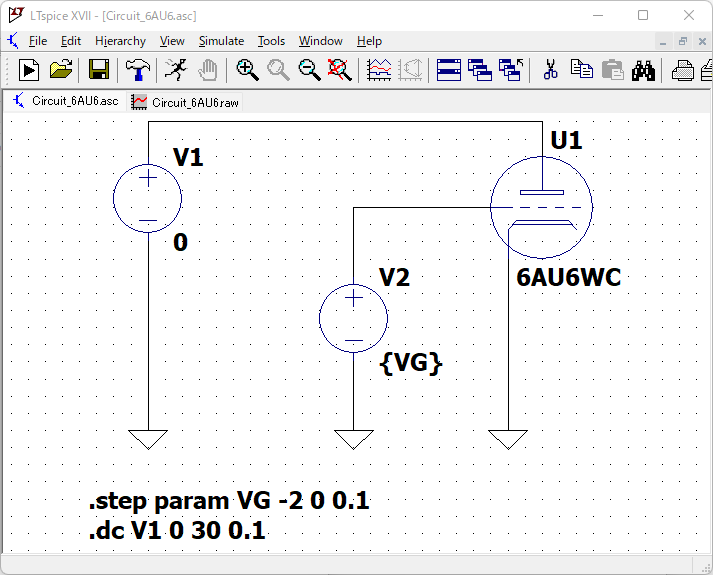 LTspice XVII - [Circuit_6AU6.asc]
File Edit Hierarchy View Simulate Tools Window Help
Circuit_6AU6.asc Circuit_6AU6.raw
U1
V1
0
V2
6AU6WC
{VG}
.step param VG -2 0 0.1
.dc V1 0 30 0.1